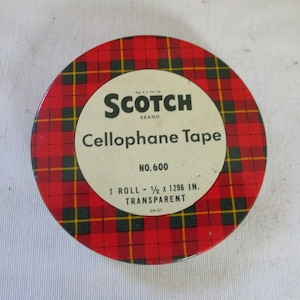 SCOTCH
BRAND
Cellophane Tape
NO. 600
1 ROLL - 1/2 x 1296 IN.
TRANSPARENT